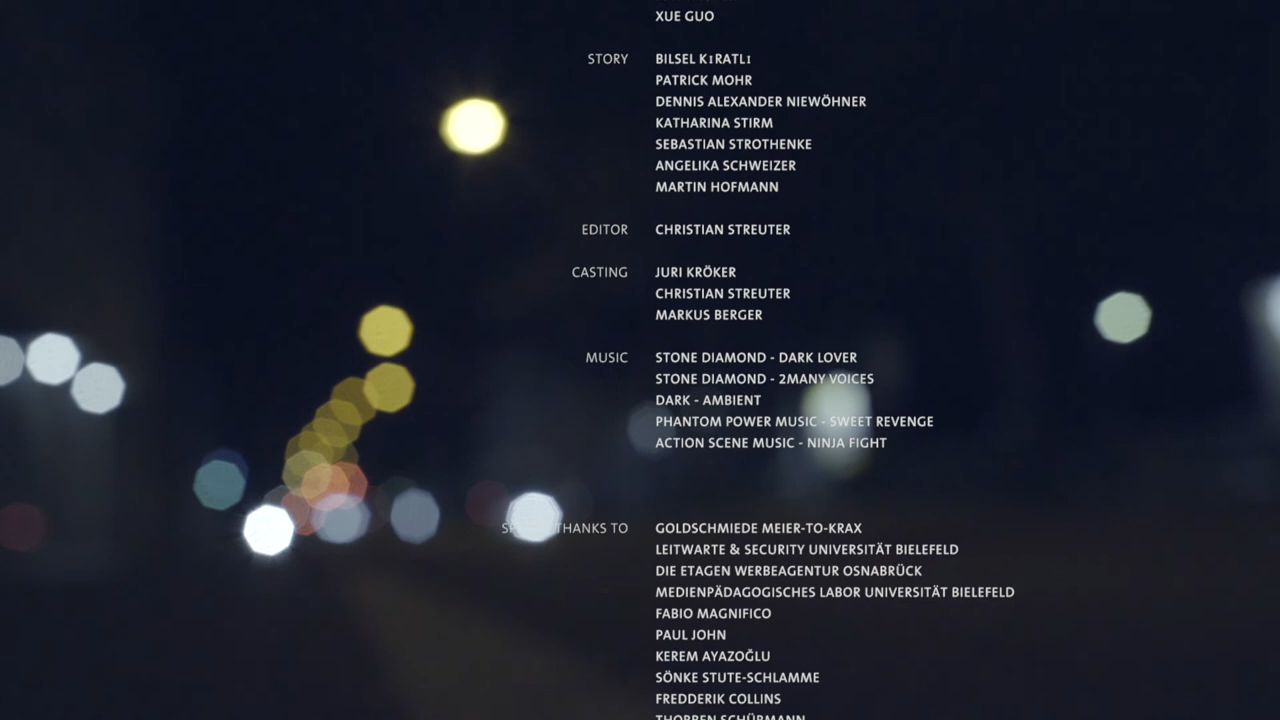 XUE GUO
STORY BILSEL KıRATLı
PATRICK MOHR
DENNIS ALEXANDER NIEWÖHNER
KATHARINA STIRM
SEBASTIAN STROTHENKE
ANGELIKA SCHWEIZER
MARTIN HOFMANN
EDITOR CHRISTIAN STREUTER
CASTING JURI KRÖKER
CHRISTIAN STREUTER
MARKUS BERGER
MUSIC STONE DIAMOND - DARK LOVER
STONE DIAMOND - 2MANY VOICES
DARK - AMBIENT
PHANTOM POWER MUSIC - SWEET REVENGE
ACTION SCENE MUSIC - NINJA FIGHT
THANKS TO GOLDSCHMIEDE MEIER-TO-KRAX
LEITWARTE & SECURITY UNIVERSITÄT BIELEFELD
DIE ETAGEN WERBEAGENTUR OSNABRÜCK
MEDIENPÄDAGOGISCHES LABOR UNIVERSITÄT BIELEFELD
FABIO MAGNIFICO
PAUL JOHN
KEREM AYAZOĞLU
SÖNKE STUTE-SCHLAMME
FREDDERIK COLLINS
THORBEN SCHÜRMANN